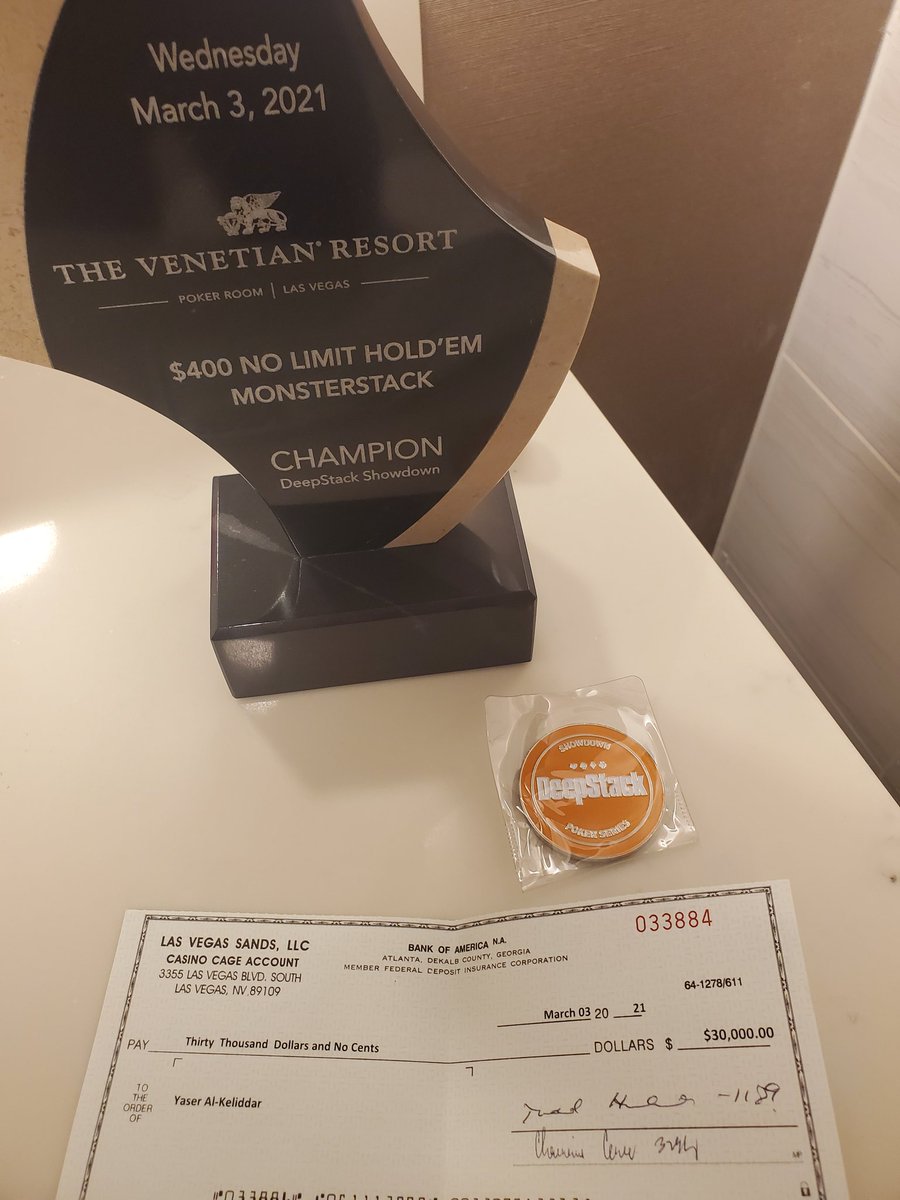 Wednesday
March 3, 2021
THE VENETIAN® RESORT
POKER ROOM | LAS VEGAS
$400 NO LIMIT HOLD'EM
MONSTERSTACK
CHAMPION
DeepStack Showdown
SHOWDOWN
DeepStack
POKER SERIES
033884
LAS VEGAS SANDS, LLC
CASINO CAGE ACCOUNT
3355 LAS VEGAS BLVD. SOUTH
LAS VEGAS, NV 89109
BANK OF AMERICA N.A.
ATLANTA, DEKALB COUNTY, GEORGIA
MEMBER FEDERAL DEPOSIT INSURANCE CORPORATION
64-1278/611
March 03 20 21
PAY Thirty Thousand Dollars and No Cents DOLLARS $ $30,000.00
TO
THE
ORDER
OF
Yaser Al-Keliddar
MP